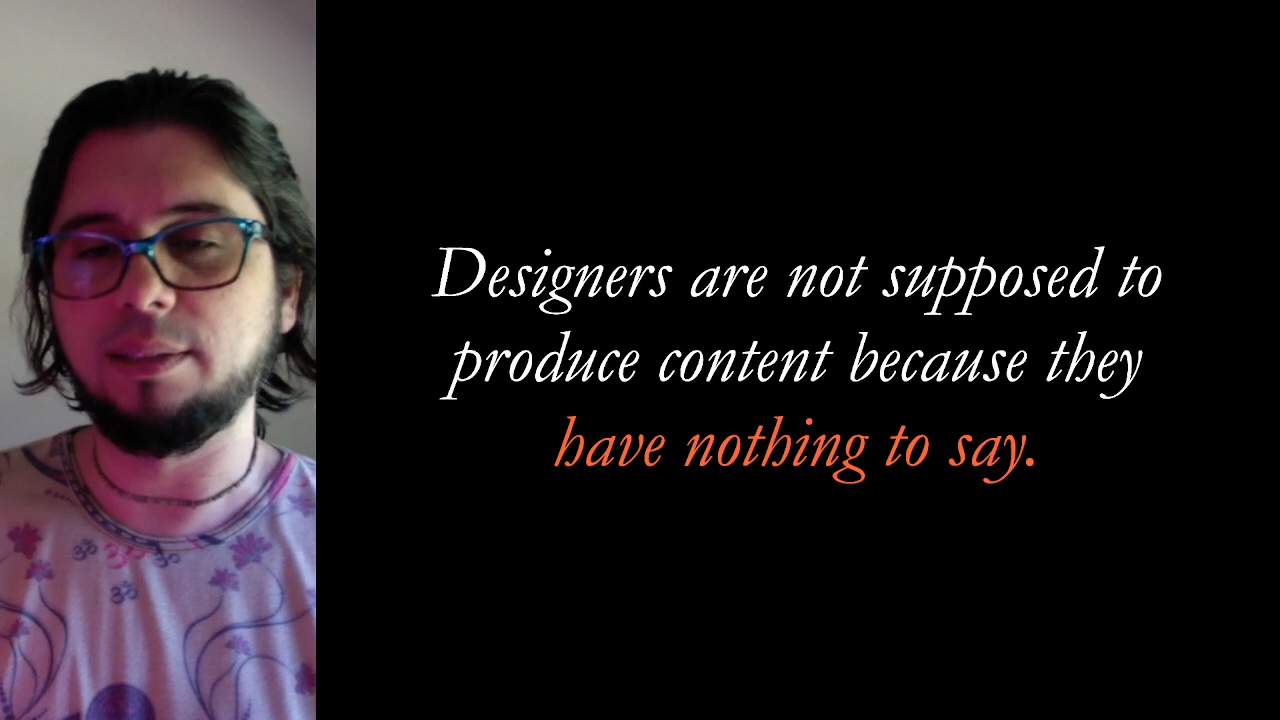 Designers are not supposed to
produce content because they
have nothing to say.